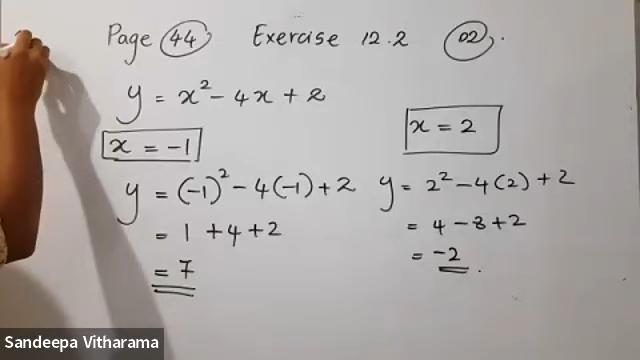 Page 44 Exercise 12.2 02.
y = x² - 4x + 2
x = -1
y = (-1)² - 4(-1) + 2
= 1 + 4 + 2
= 7
x = 2
y = 2² - 4(2) + 2
= 4 - 8 + 2
= -2.
Sandeepa Vitharama